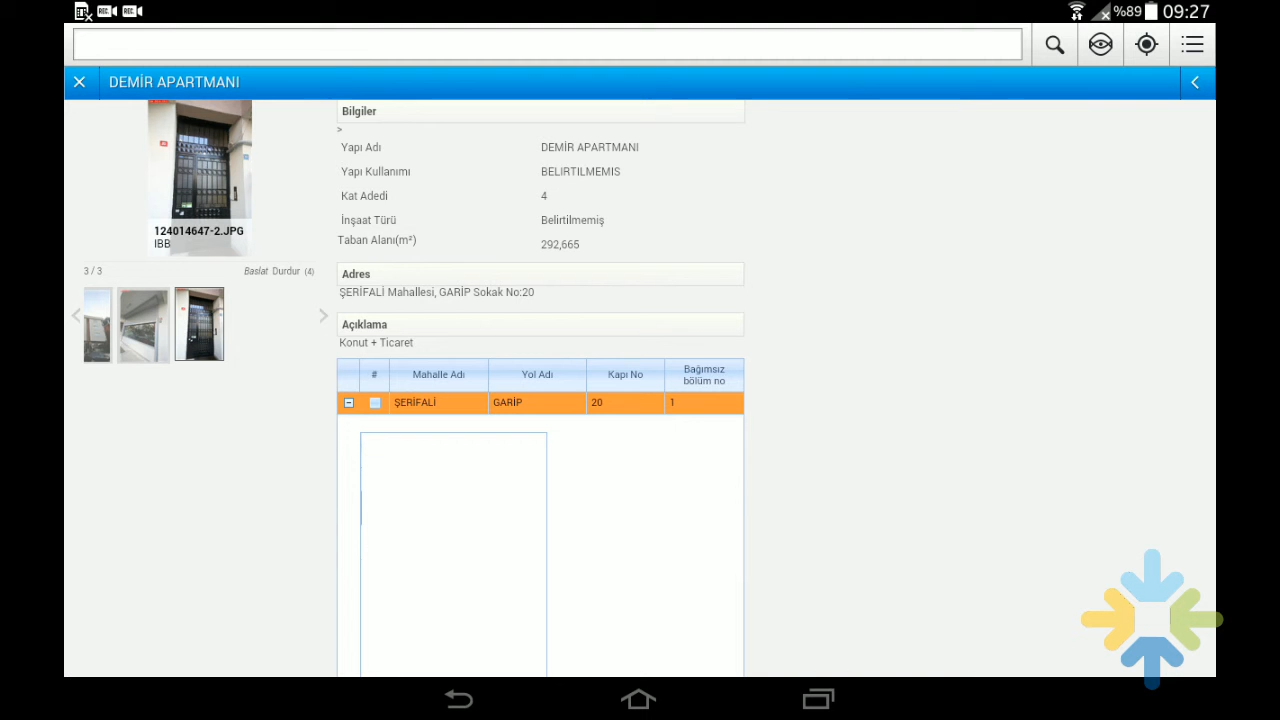 REC. REC. %89 09:27
DEMİR APARTMANI
124014647-2.JPG
IBB
3 / 3 Baslat Durdur (4)
Bilgiler
>
Yapı Adı DEMİR APARTMANI
Yapı Kullanımı BELIRTILMEMIS
Kat Adedi 4
İnşaat Türü Belirtilmemiş
Taban Alanı(m²) 292,665
Adres
ŞERİFALİ Mahallesi, GARİP Sokak No:20
Açıklama
Konut + Ticaret
# Mahalle Adı Yol Adı Kapı No Bağımsız
bölüm no
ŞERİFALİ GARİP 20 1